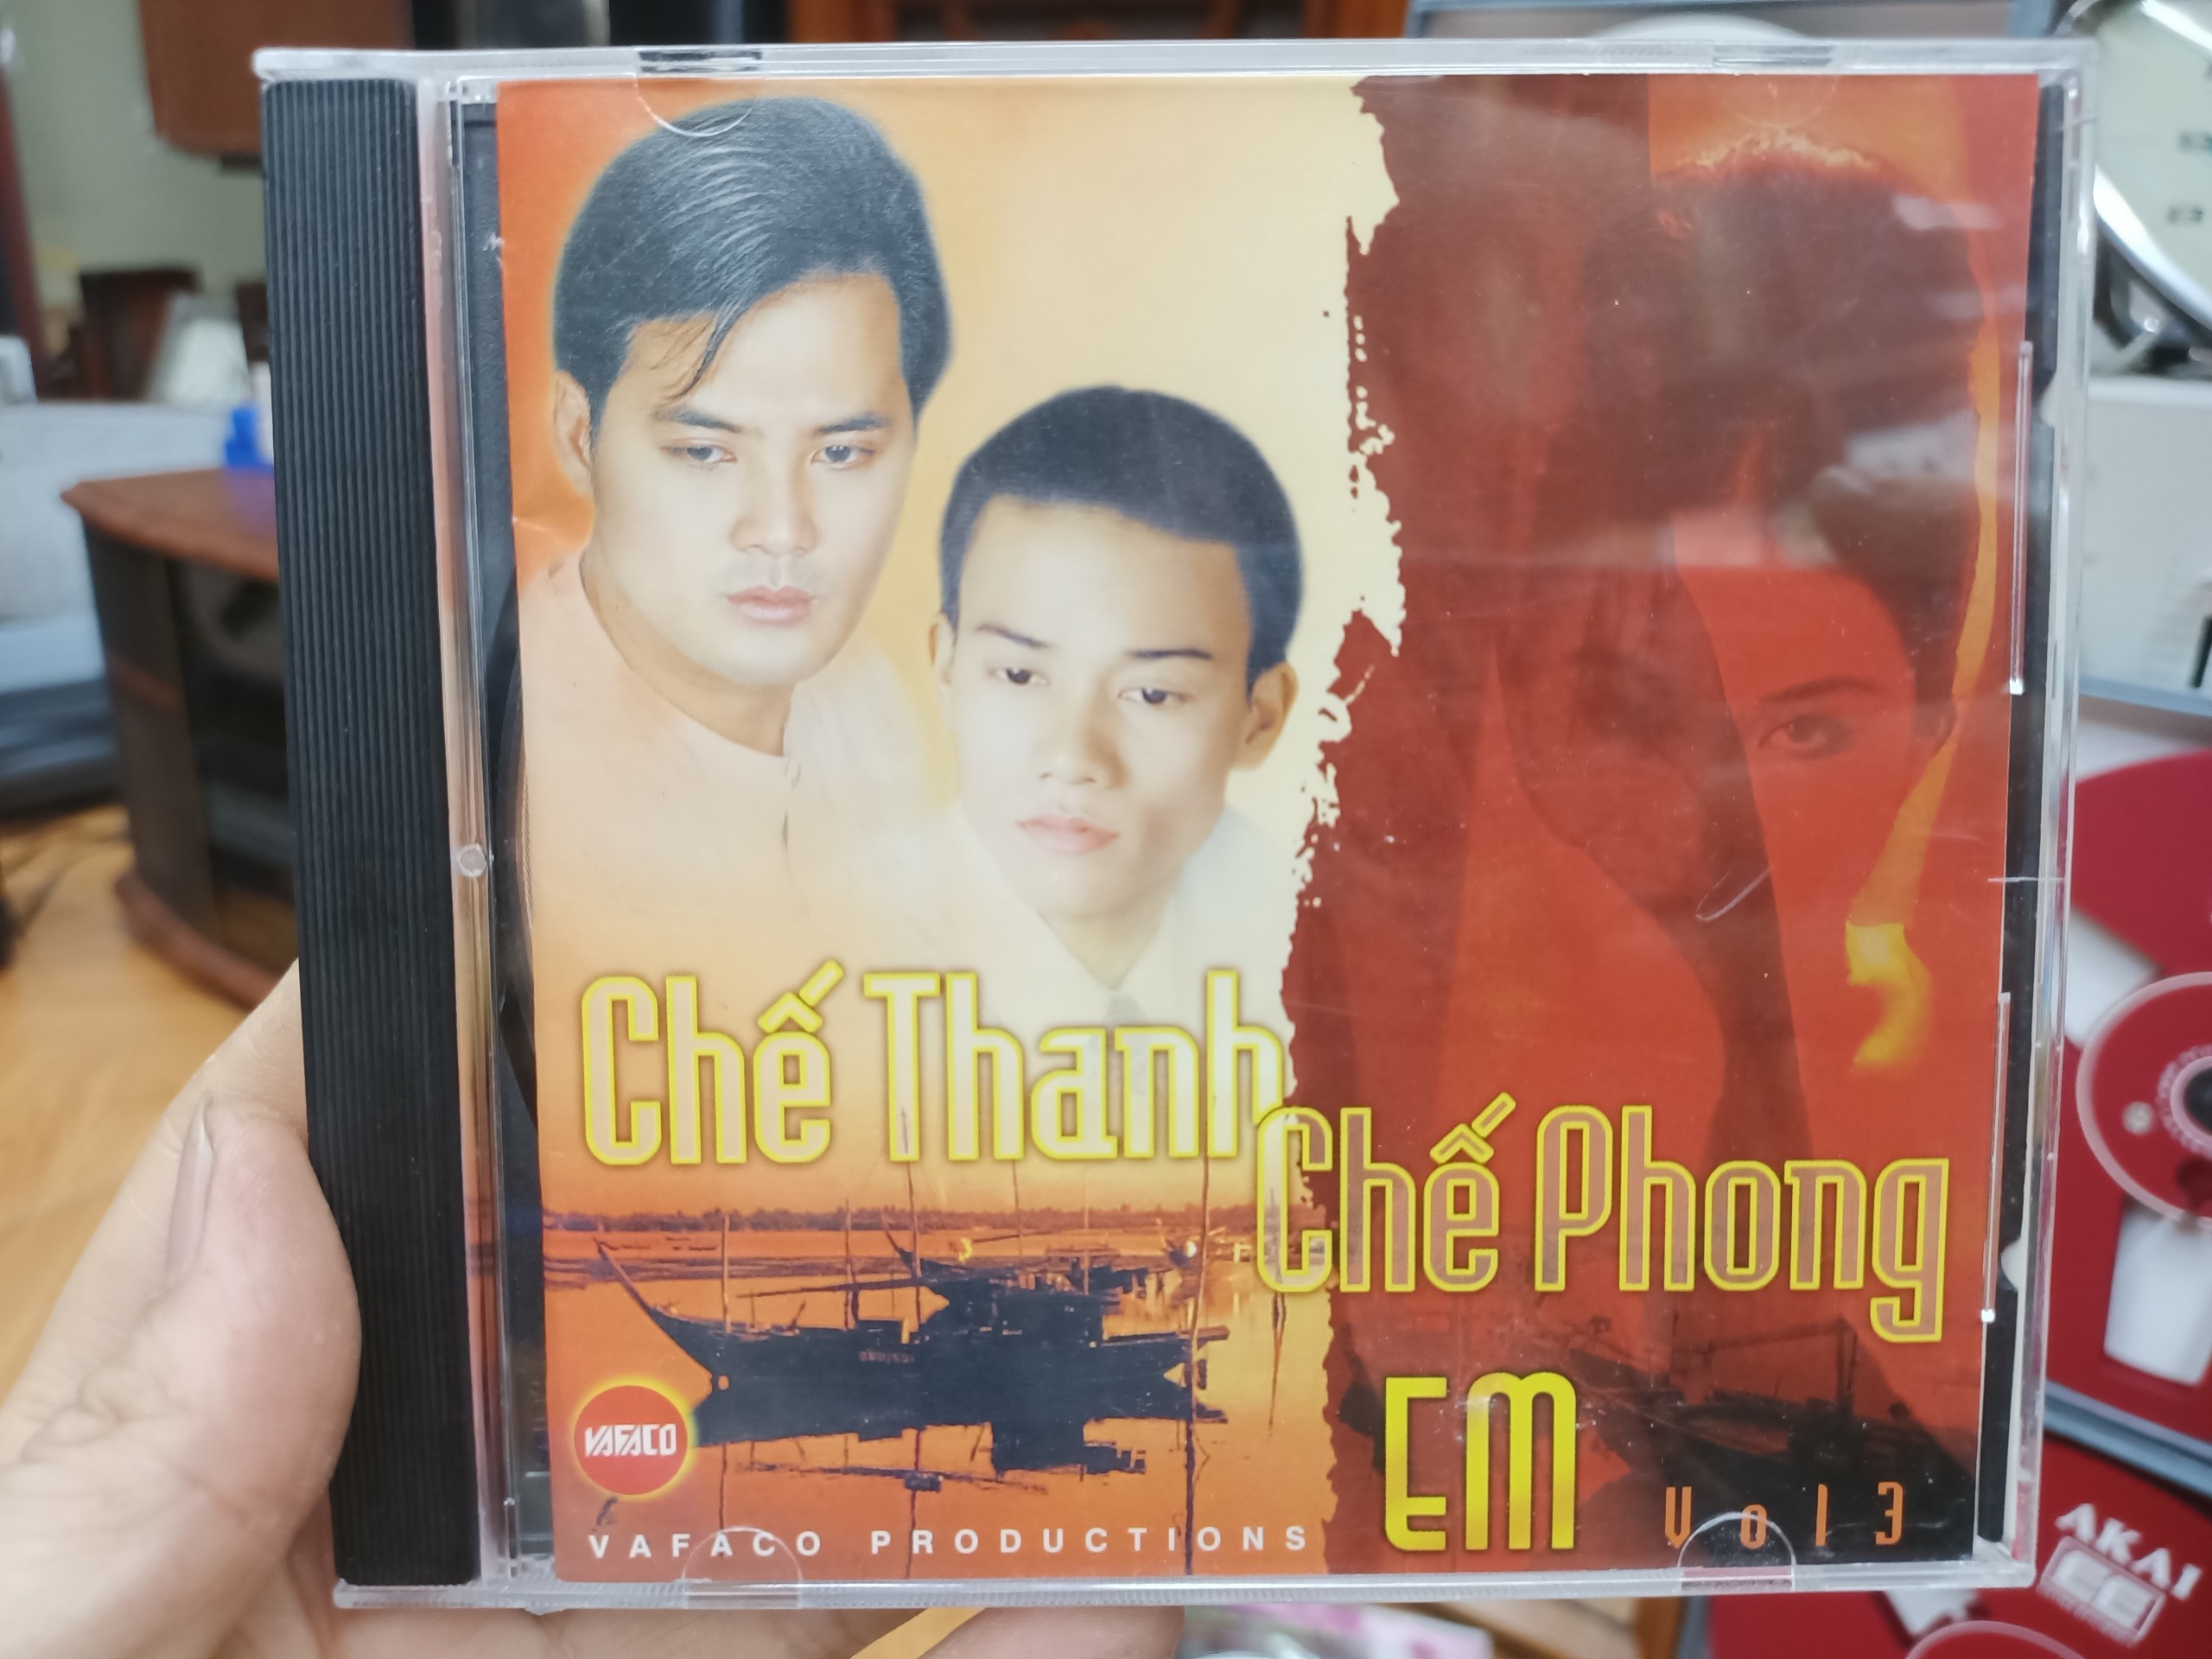 Chế Thanh
Chế Phong
EM
Vol 3
VAFACO
VAFACO PRODUCTIONS
AKAI